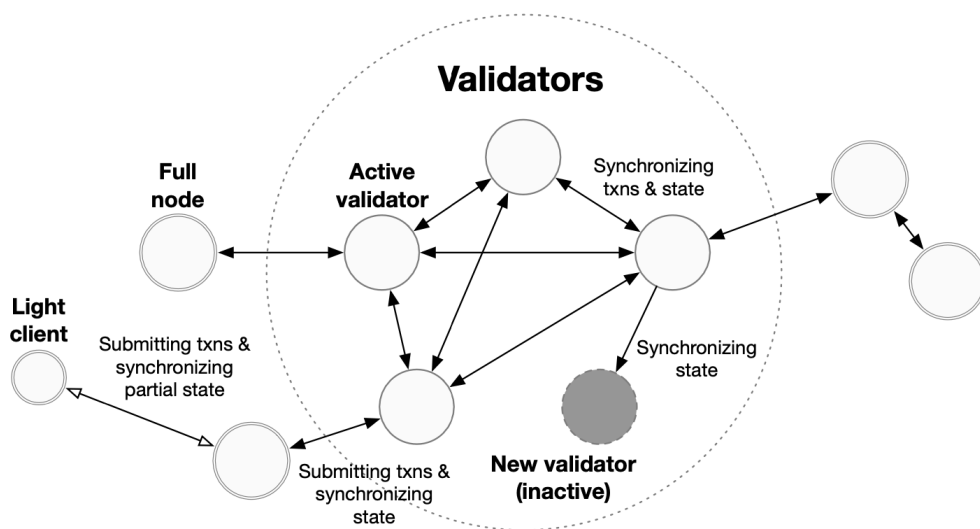 Validators
Full
node
Active
validator
Synchronizing
txns & state
Light
client
Submitting txns &
synchronizing
partial state
Synchronizing
state
Submitting txns &
synchronizing
state
New validator
(inactive)